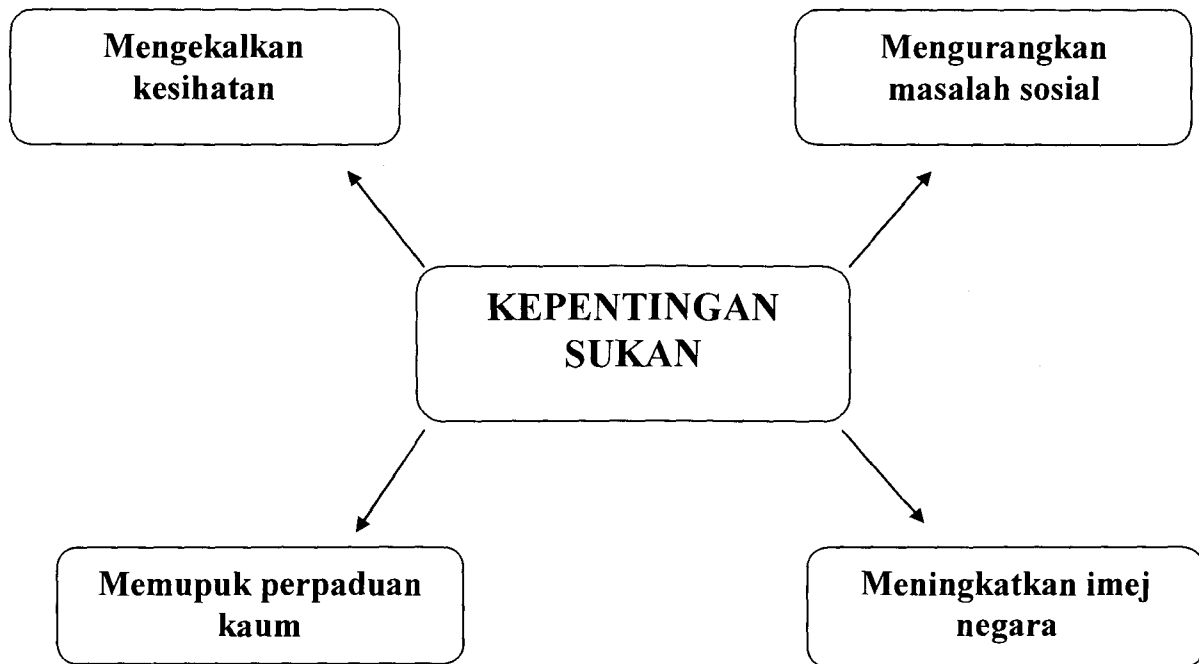 Mengekalkan
kesihatan
Mengurangkan
masalah sosial
KEPENTINGAN
SUKAN
Memupuk perpaduan
kaum
Meningkatkan imej
negara